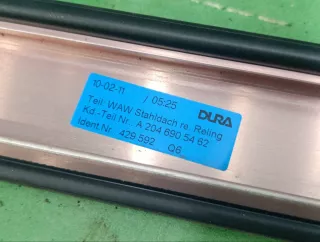 10-02-11 / 05:25
DURA
Teil: WAW Stahldach re. Reling
Kd.-Teil Nr. A 204 690 54 62
Ident Nr. 429 592 Q6